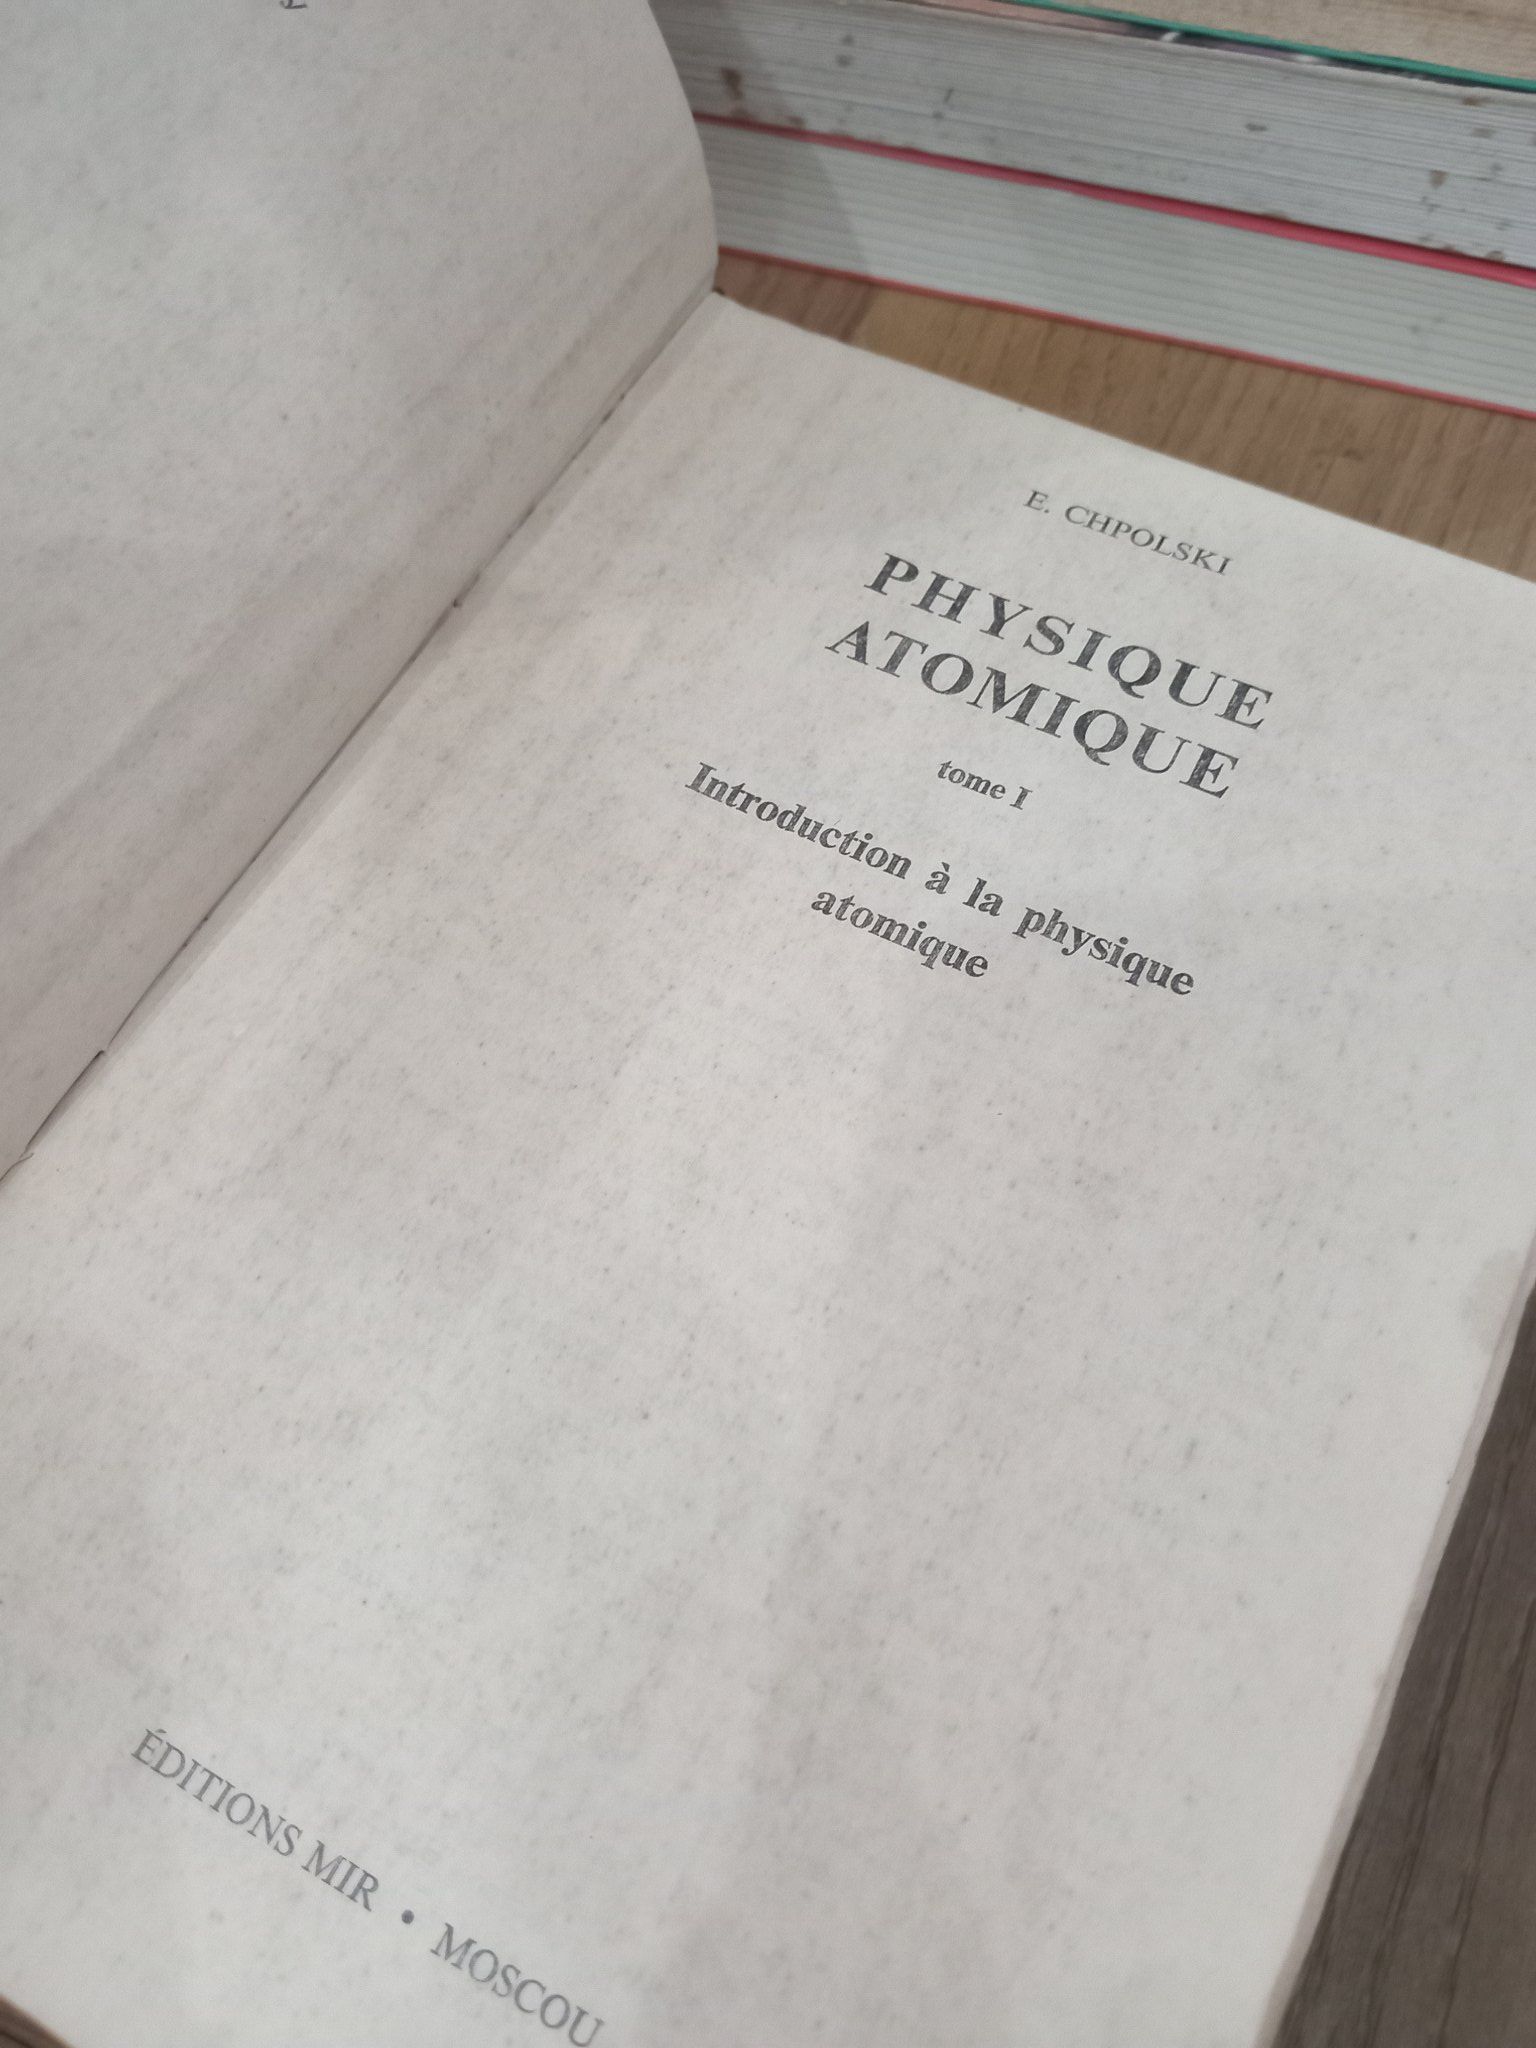 E. CHPOLSKI
PHYSIQUE
ATOMIQUE
tome I
Introduction à la physique
atomique
ÉDITIONS MIR • MOSCOU